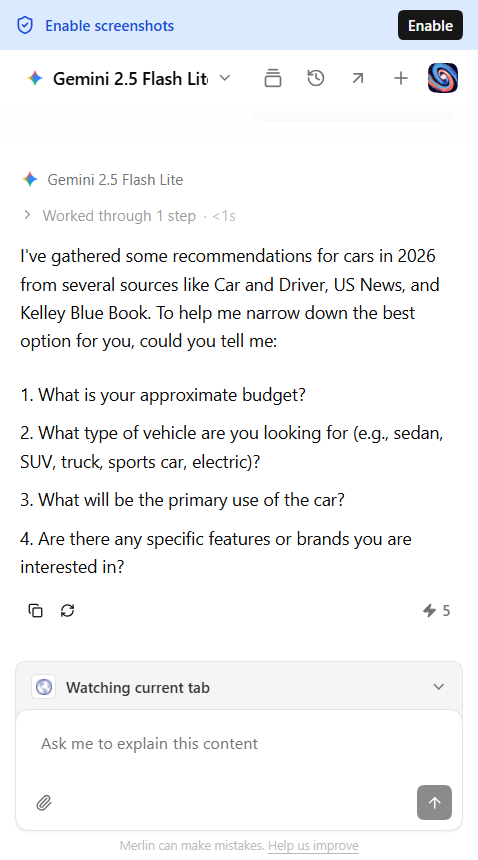 Enable screenshots
Enable
Gemini 2.5 Flash Lit
Gemini 2.5 Flash Lite
Worked through 1 step · <1s
I've gathered some recommendations for cars in 2026
from several sources like Car and Driver, US News, and
Kelley Blue Book. To help me narrow down the best
option for you, could you tell me:
1. What is your approximate budget?
2. What type of vehicle are you looking for (e.g., sedan,
SUV, truck, sports car, electric)?
3. What will be the primary use of the car?
4. Are there any specific features or brands you are
interested in?
5
Watching current tab
Ask me to explain this content
Merlin can make mistakes. Help us improve